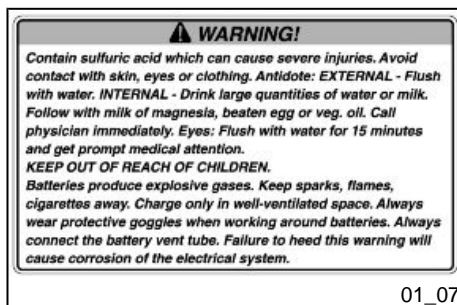 WARNING!
Contain sulfuric acid which can cause severe injuries. Avoid
contact with skin, eyes or clothing. Antidote: EXTERNAL - Flush
with water. INTERNAL - Drink large quantities of water or milk.
Follow with milk of magnesia, beaten egg or veg. oil. Call
physician immediately. Eyes: Flush with water for 15 minutes
and get prompt medical attention.
KEEP OUT OF REACH OF CHILDREN.
Batteries produce explosive gases. Keep sparks, flames,
cigarettes away. Charge only in well-ventilated space. Always
wear protective goggles when working around batteries. Always
connect the battery vent tube. Failure to heed this warning will
cause corrosion of the electrical system.
01_07